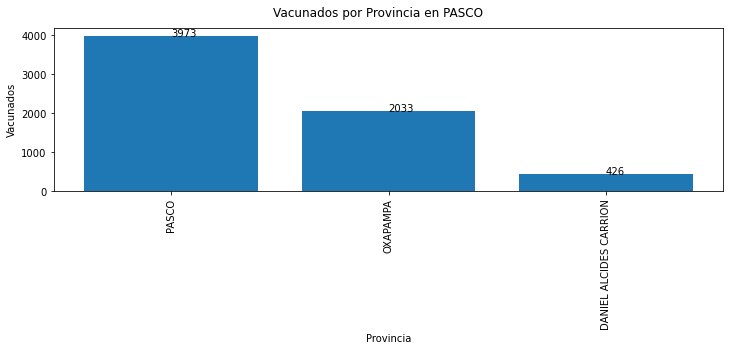 Vacunados por Provincia en PASCO
Vacunados
4000
3000
2000
1000
0
3973
2033
426
PASCO
OXAPAMPA
DANIEL ALCIDES CARRION
Provincia